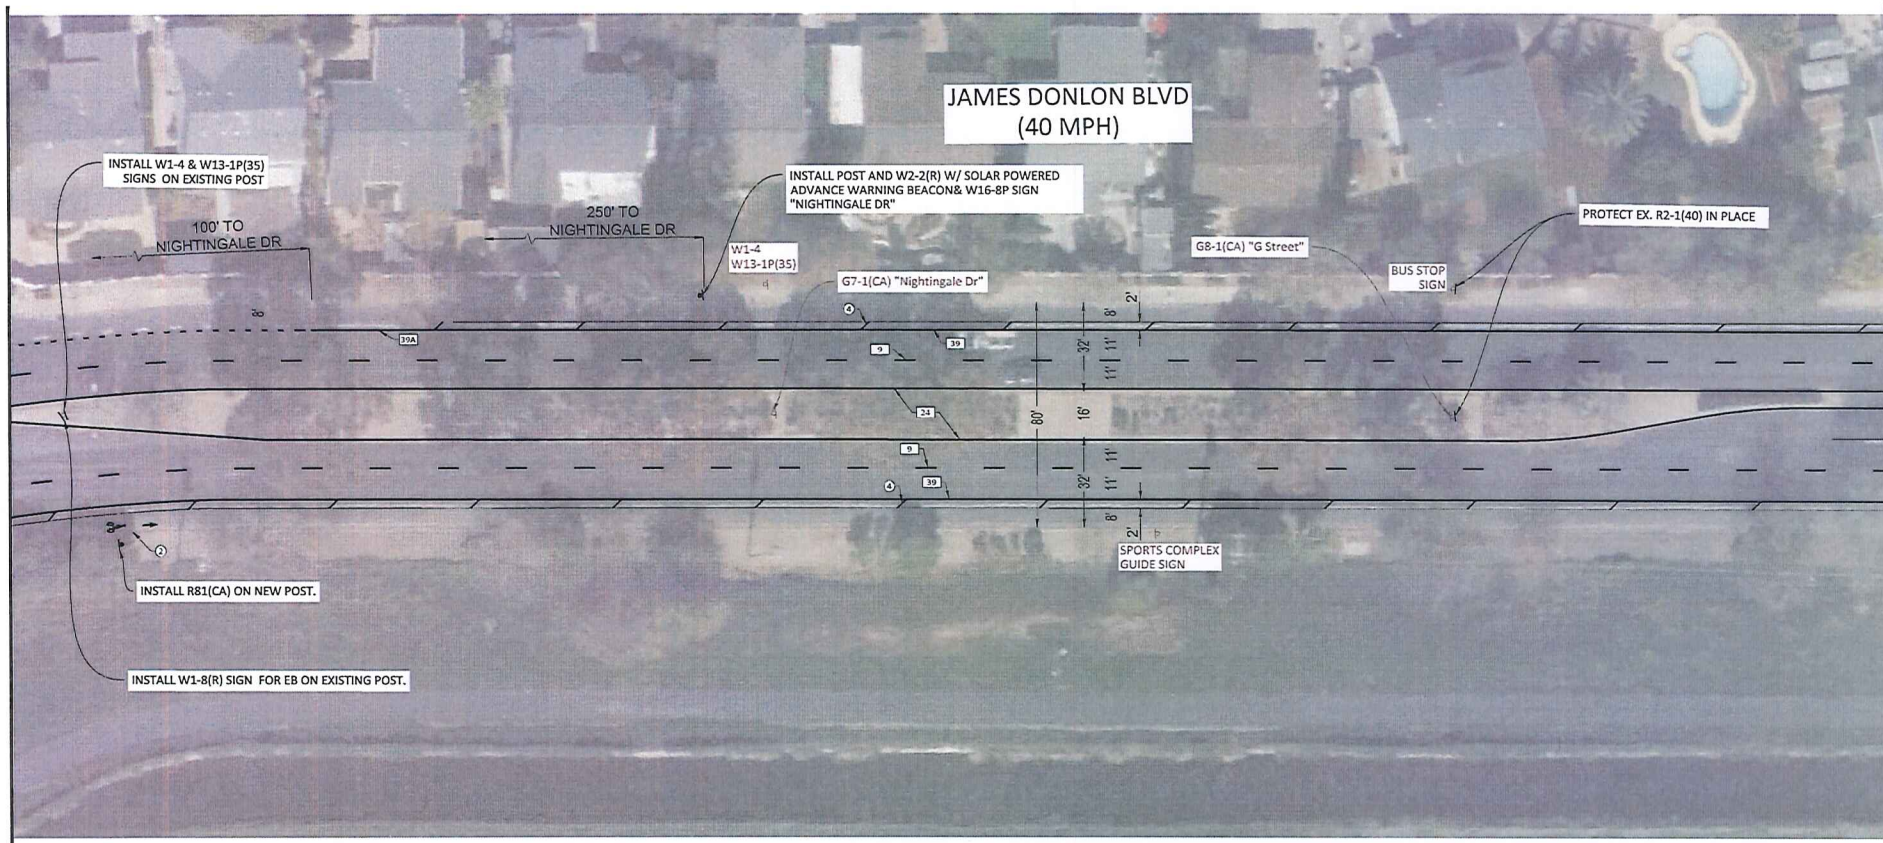 JAMES DONLON BLVD
(40 MPH)
INSTALL W1-4 & W13-1P(35)
SIGNS ON EXISTING POST
INSTALL POST AND W2-2(R) W/ SOLAR POWERED
ADVANCE WARNING BEACON& W16-8P SIGN
"NIGHTINGALE DR"
PROTECT EX. R2-1(40) IN PLACE
100' TO
NIGHTINGALE DR
250' TO
NIGHTINGALE DR
W1-4
W13-1P(35)
G8-1(CA) "G Street"
BUS STOP
SIGN
G7-1(CA) "Nightingale Dr"
8'
39A
4
9
39
2'
8'
32'
11'
11'
24
80'
16'
9
4
39
11'
32'
11'
8'
2'
2
SPORTS COMPLEX
GUIDE SIGN
INSTALL R81(CA) ON NEW POST.
INSTALL W1-8(R) SIGN FOR EB ON EXISTING POST.